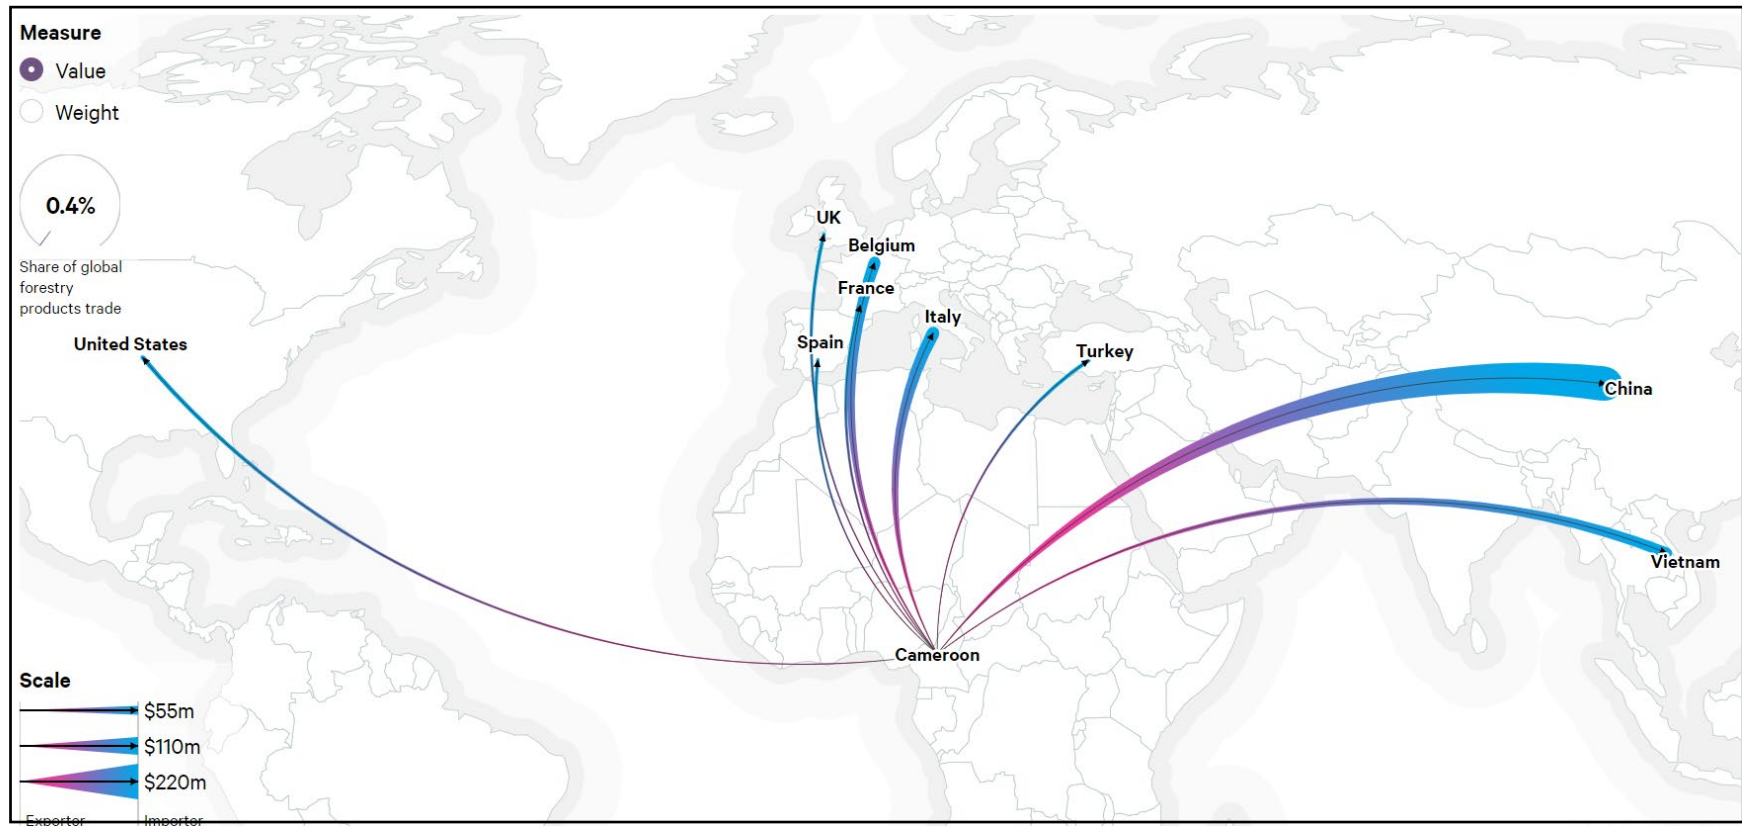 Measure
Value
Weight
0.4%
Share of global
forestry
products trade
UK
Belgium
France
Italy
United States
Spain
Turkey
China
Vietnam
Cameroon
Scale
$55m
$110m
$220m
Exporter
Importer